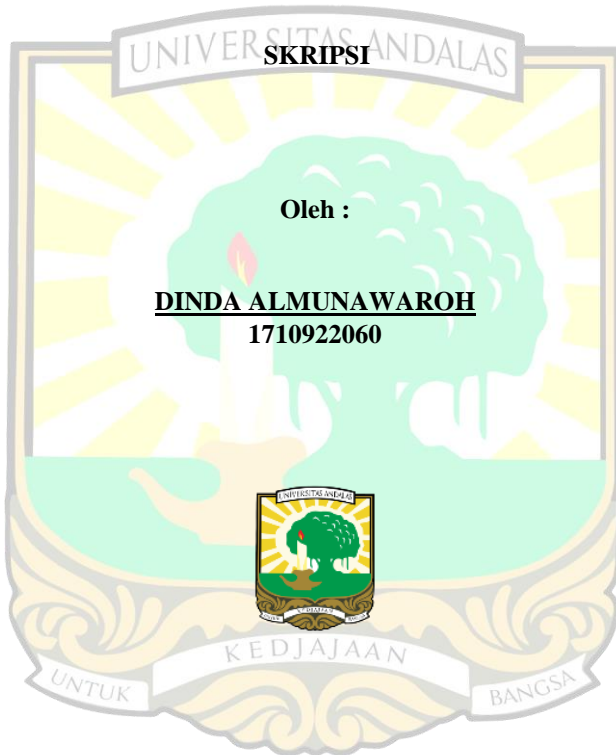 UNIVERSITAS ANDALAS
SKRIPSI
Oleh :
DINDA ALMUNAWAROH
1710922060
UNIVERSITAS ANDALAS
KEDJAJAAN
UNTUK
BANGSA